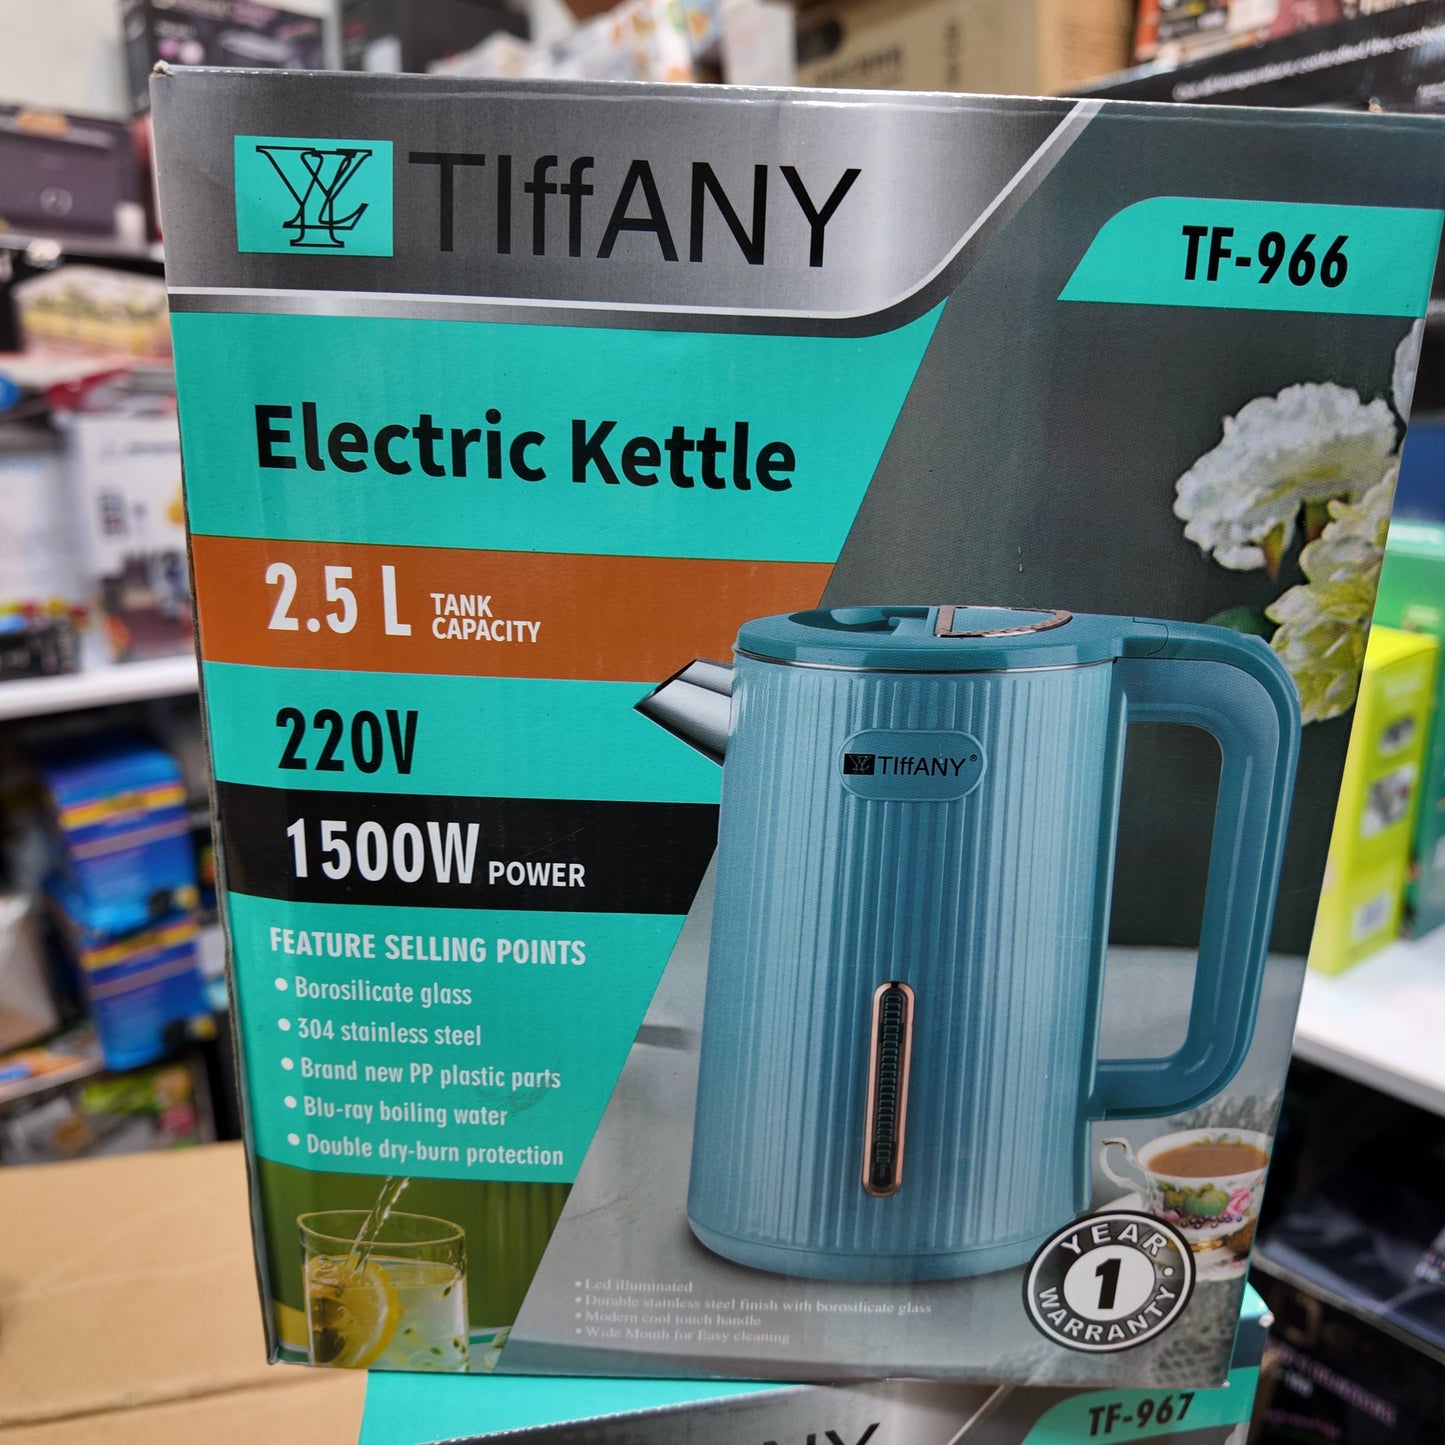 TIffANY
TF-966
Electric Kettle
2.5 L TANK
CAPACITY
220V
1500W POWER
TIffANY®
FEATURE SELLING POINTS
• Borosilicate glass
• 304 stainless steel
• Brand new PP plastic parts
• Blu-ray boiling water
• Double dry-burn protection
• Led illuminated
• Durable stainless steel finish with borosilicate glass
• Modern cool touch handle
• Wide Mouth for Easy cleaning
YEAR
1
WARRANTY
TF-967